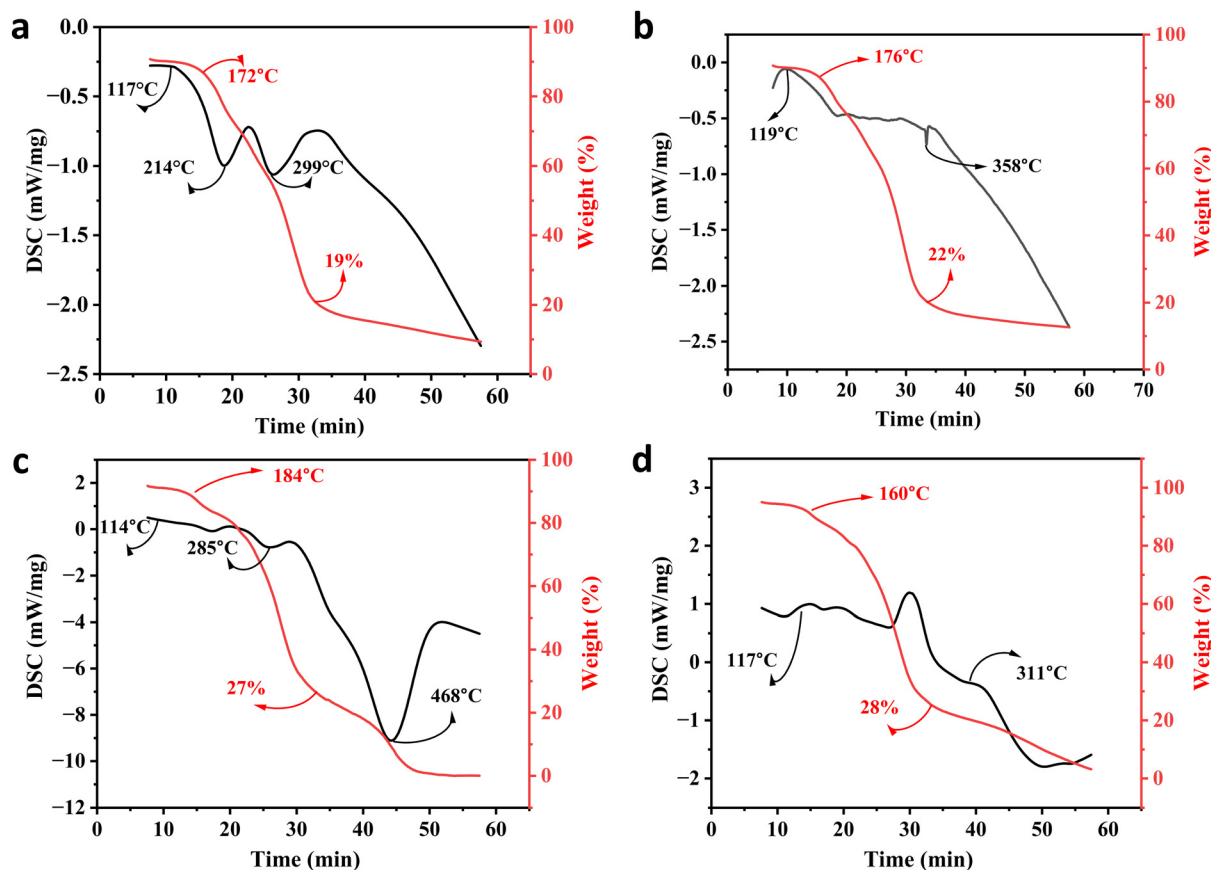 a
0.0
−0.5
−1.0
−1.5
−2.0
−2.5
DSC (mW/mg)
117°C
172°C
214°C
299°C
19%
100
80
60
40
20
0
Weight (%)
0 10 20 30 40 50 60
Time (min)
b
0.0
−0.5
−1.0
−1.5
−2.0
−2.5
DSC (mW/mg)
176°C
119°C
358°C
22%
100
80
60
40
20
0
Weight (%)
0 10 20 30 40 50 60 70
Time (min)
c
2
0
−2
−4
−6
−8
−10
−12
DSC (mW/mg)
184°C
114°C
285°C
27%
468°C
100
80
60
40
20
0
Weight (%)
0 10 20 30 40 50 60
Time (min)
d
3
2
1
0
−1
−2
DSC (mW/mg)
160°C
117°C
311°C
28%
100
80
60
40
20
0
Weight (%)
0 10 20 30 40 50 60
Time (min)